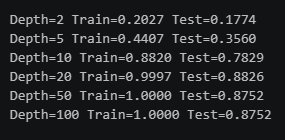 Depth=2 Train=0.2027 Test=0.1774
Depth=5 Train=0.4407 Test=0.3560
Depth=10 Train=0.8820 Test=0.7829
Depth=20 Train=0.9997 Test=0.8826
Depth=50 Train=1.0000 Test=0.8752
Depth=100 Train=1.0000 Test=0.8752